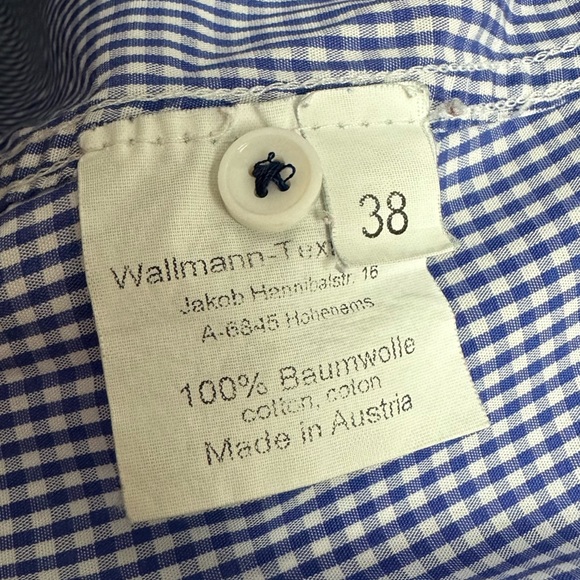 38
Wallmann-Tex
Jakob Hannibalstr. 16
A-6845 Hohenems
100% Baumwolle
cotton, coton
Made in Austria